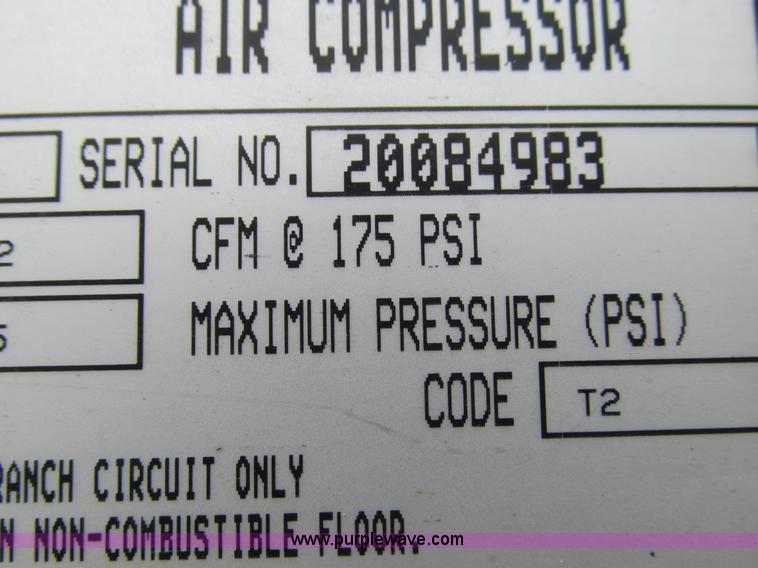 AIR COMPRESSOR
SERIAL NO. 20084983
2 CFM @ 175 PSI
MAXIMUM PRESSURE (PSI)
CODE T2
RANCH CIRCUIT ONLY
N NON-COMBUSTIBLE FLOOR.
www.purplewave.com